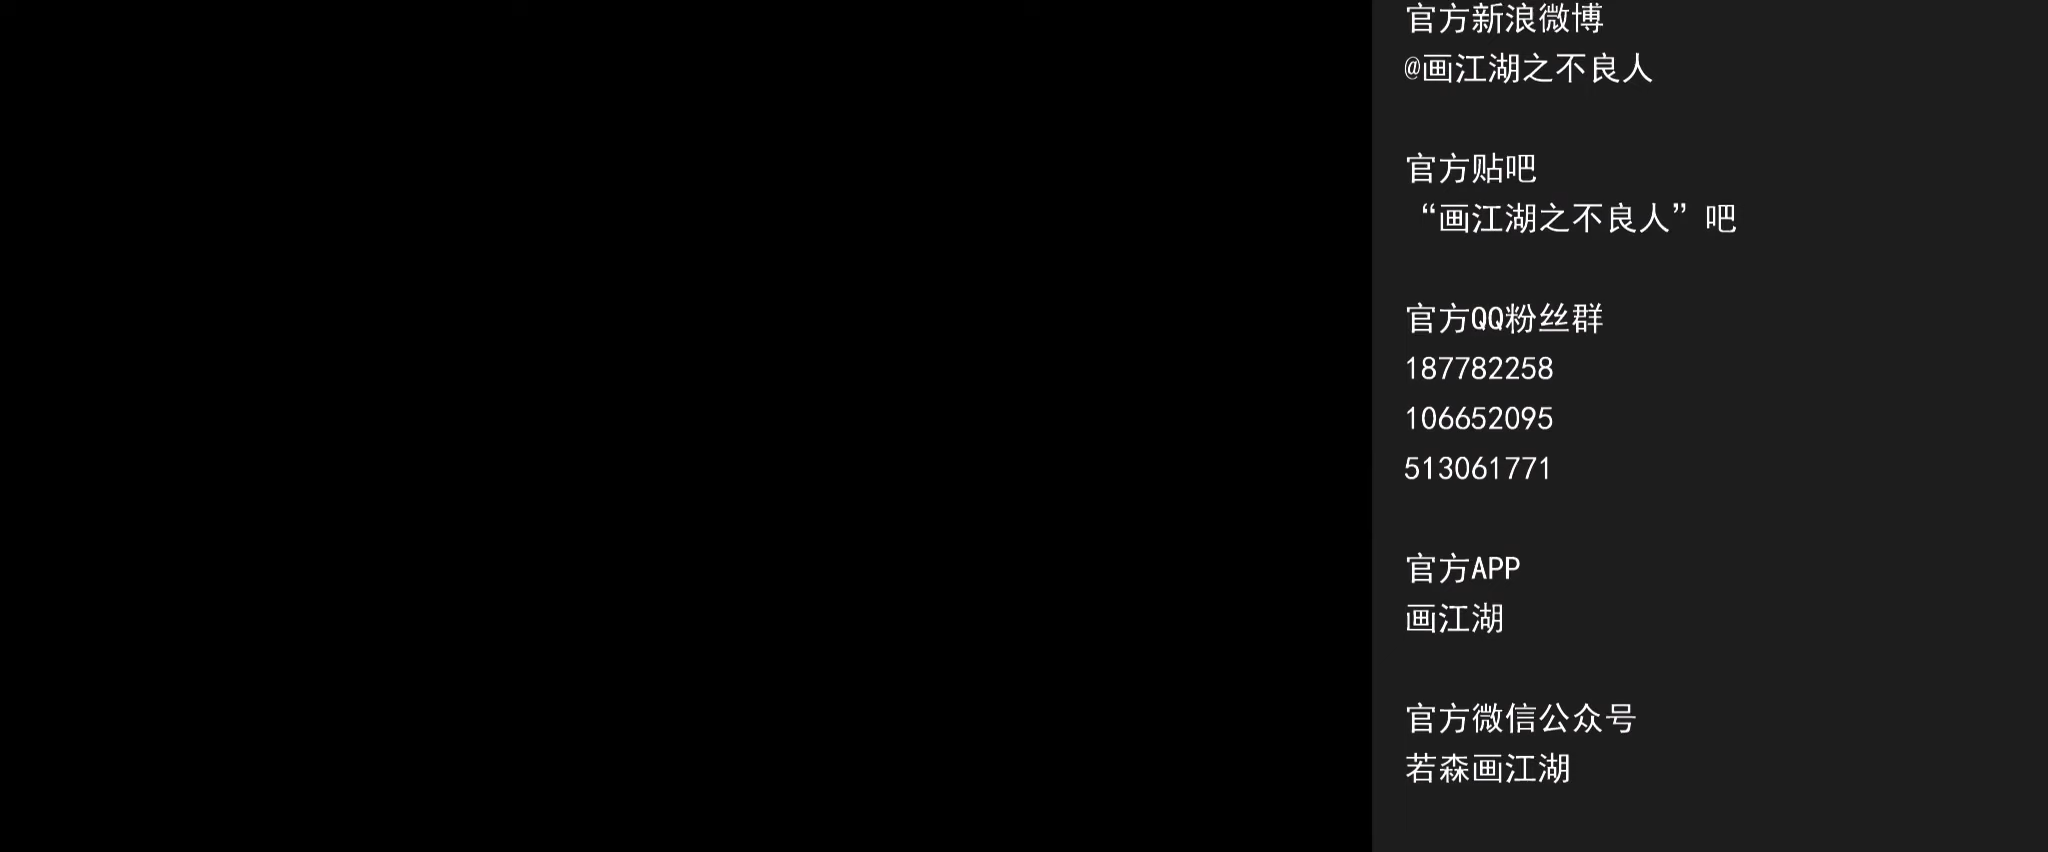 官方新浪微博
@画江湖之不良人
官方贴吧
“画江湖之不良人”吧
官方QQ粉丝群
187782258
106652095
513061771
官方APP
画江湖
官方微信公众号
若森画江湖